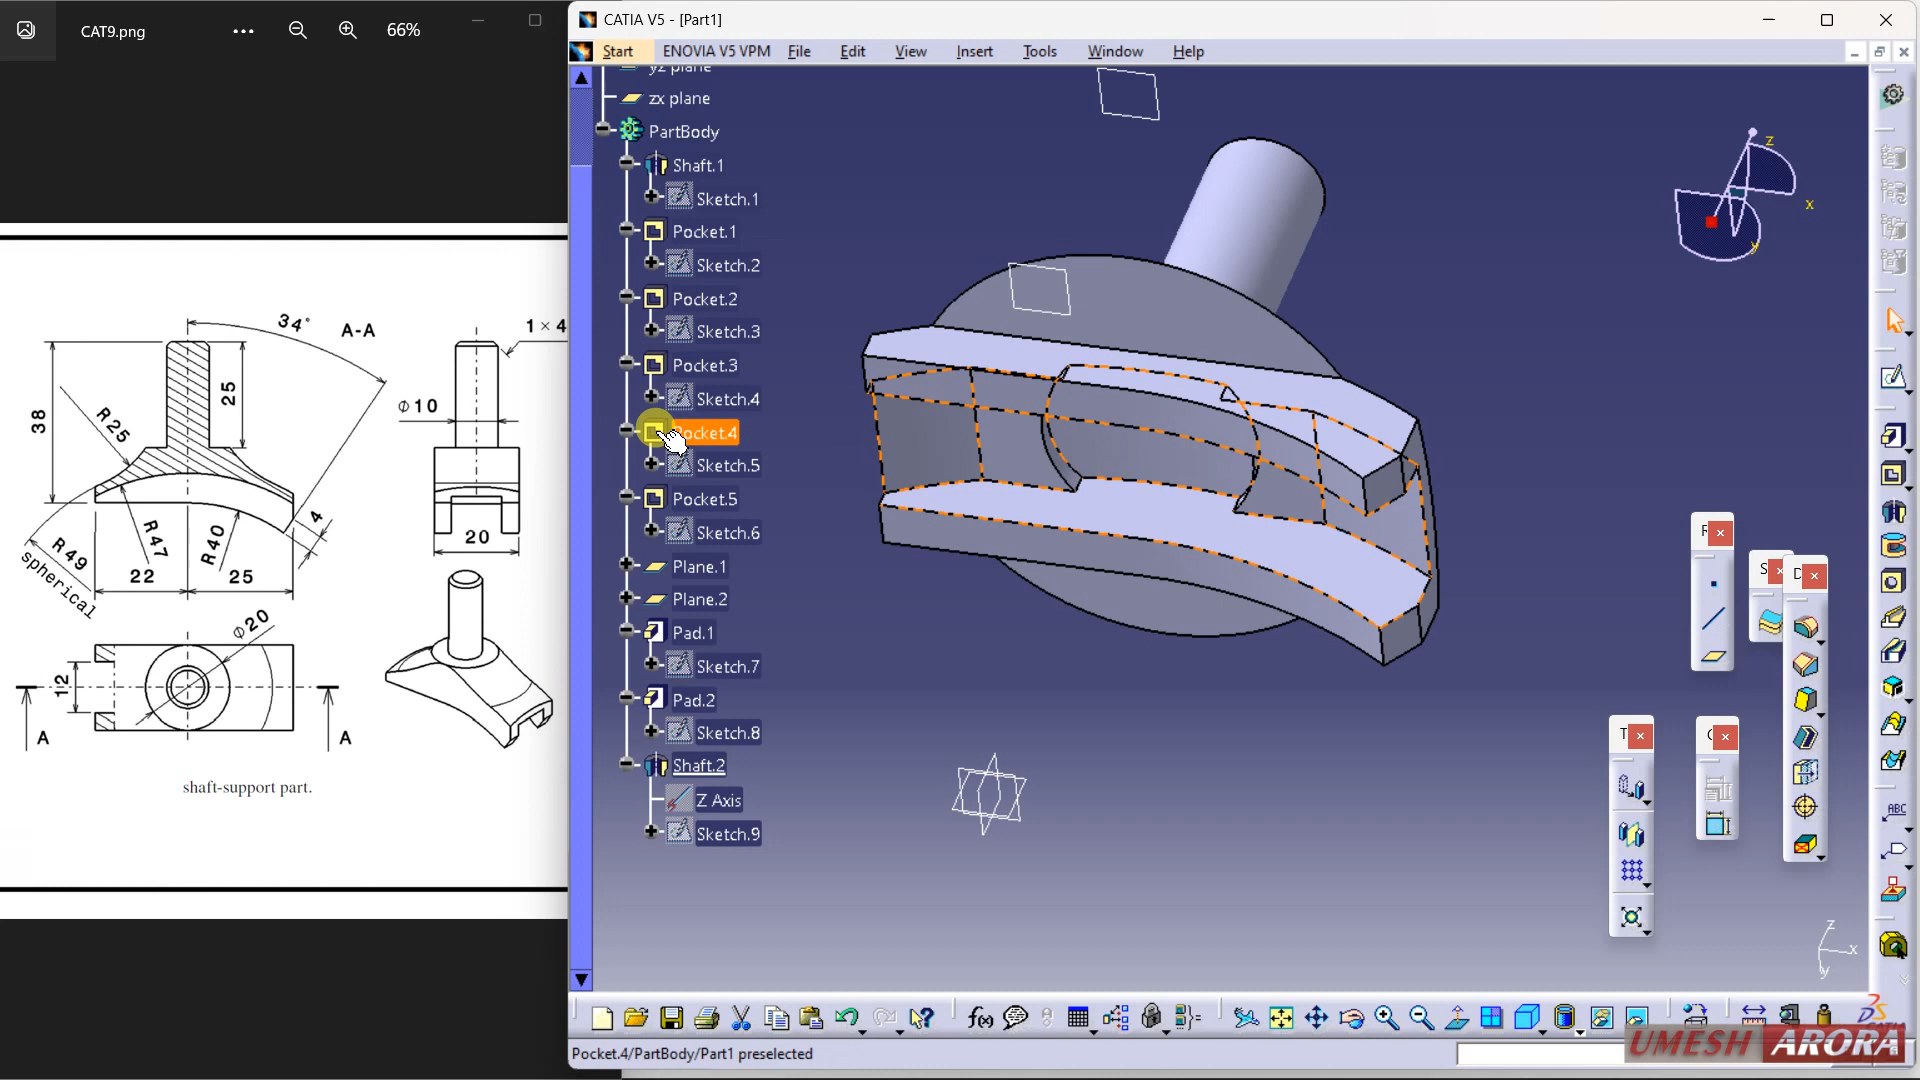 CAT9.png
66%
CATIA V5 - [Part1]
Start
ENOVIA V5 VPM
File
Edit
View
Insert
Tools
Window
Help
yz plane
zx plane
PartBody
Shaft.1
Sketch.1
Pocket.1
Sketch.2
Pocket.2
Sketch.3
Pocket.3
Sketch.4
Pocket.4
Sketch.5
Pocket.5
Sketch.6
Plane.1
Plane.2
Pad.1
Sketch.7
Pad.2
Sketch.8
Shaft.2
Z Axis
Sketch.9
34°
A-A
1×4
25
38
R25
Φ10
R47
R40
4
R49
spherical
22
25
20
Φ20
12
A
A
shaft-support part.
z
x
y
S
D
T
ABC
z
x
y
f(x)
UMESH ARORA
Pocket.4/PartBody/Part1 preselected